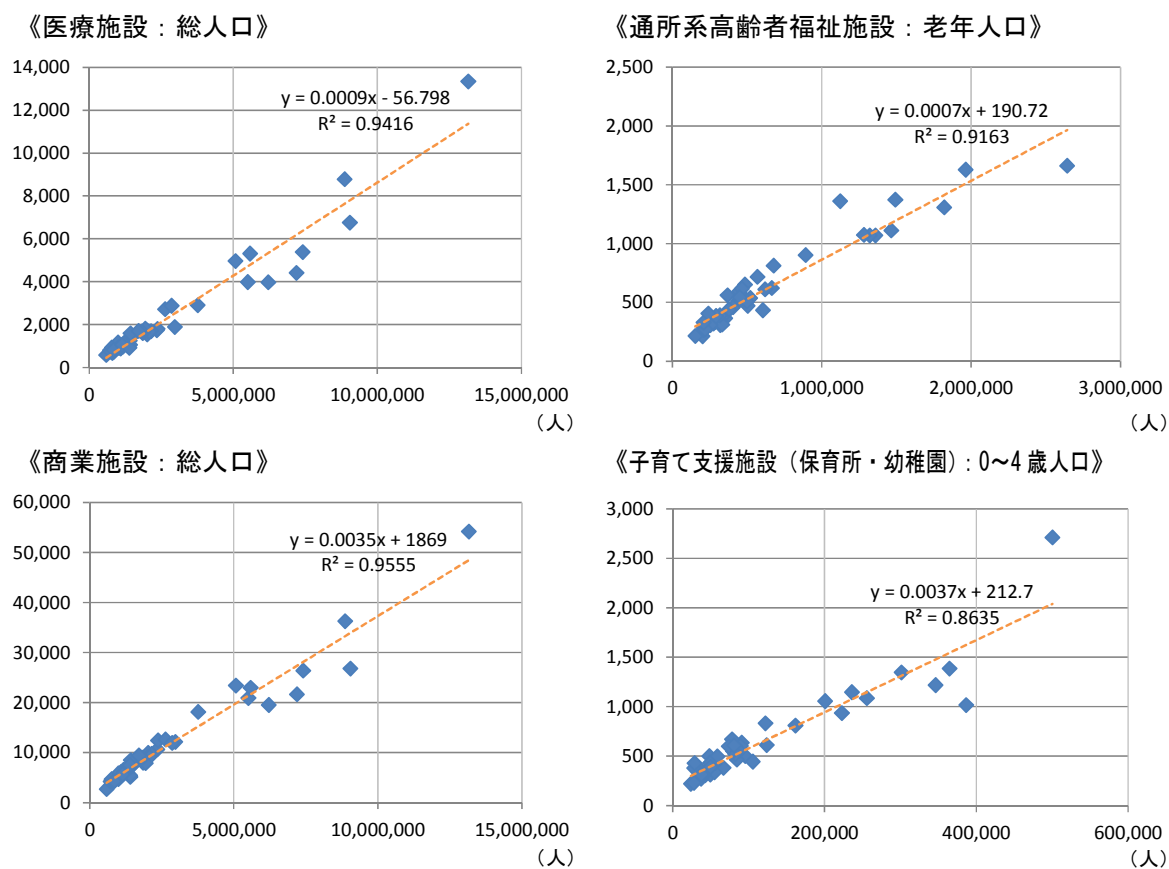 《医療施設：総人口》
14,000
12,000
10,000
8,000
6,000
4,000
2,000
0
y = 0.0009x - 56.798
R² = 0.9416
0
5,000,000
10,000,000
15,000,000
（人）
《通所系高齢者福祉施設：老年人口》
2,500
2,000
1,500
1,000
500
0
y = 0.0007x + 190.72
R² = 0.9163
0
1,000,000
2,000,000
3,000,000
（人）
《商業施設：総人口》
60,000
50,000
40,000
30,000
20,000
10,000
0
y = 0.0035x + 1869
R² = 0.9555
0
5,000,000
10,000,000
15,000,000
（人）
《子育て支援施設（保育所・幼稚園）：0～4 歳人口》
3,000
2,500
2,000
1,500
1,000
500
0
y = 0.0037x + 212.7
R² = 0.8635
0
200,000
400,000
600,000
（人）